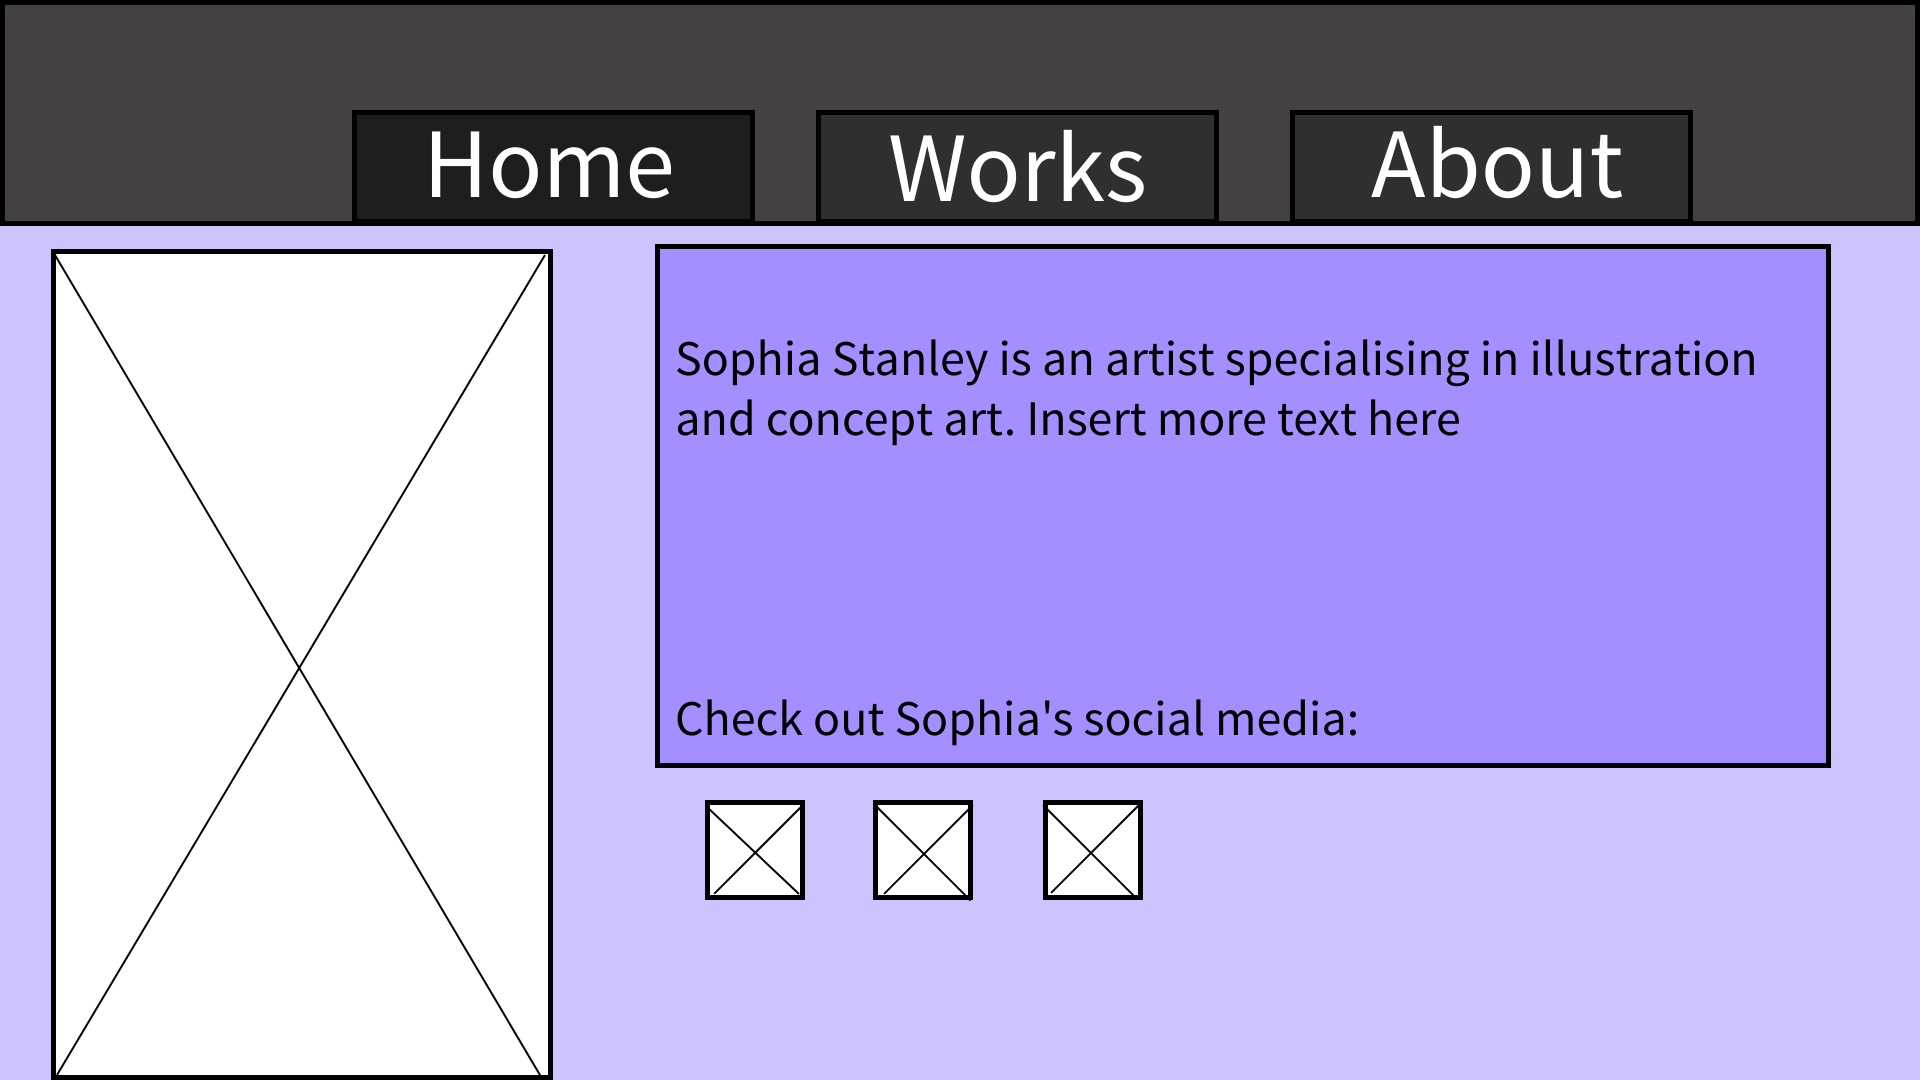 Home
Works
About
Sophia Stanley is an artist specialising in illustration
and concept art. Insert more text here
Check out Sophia's social media: